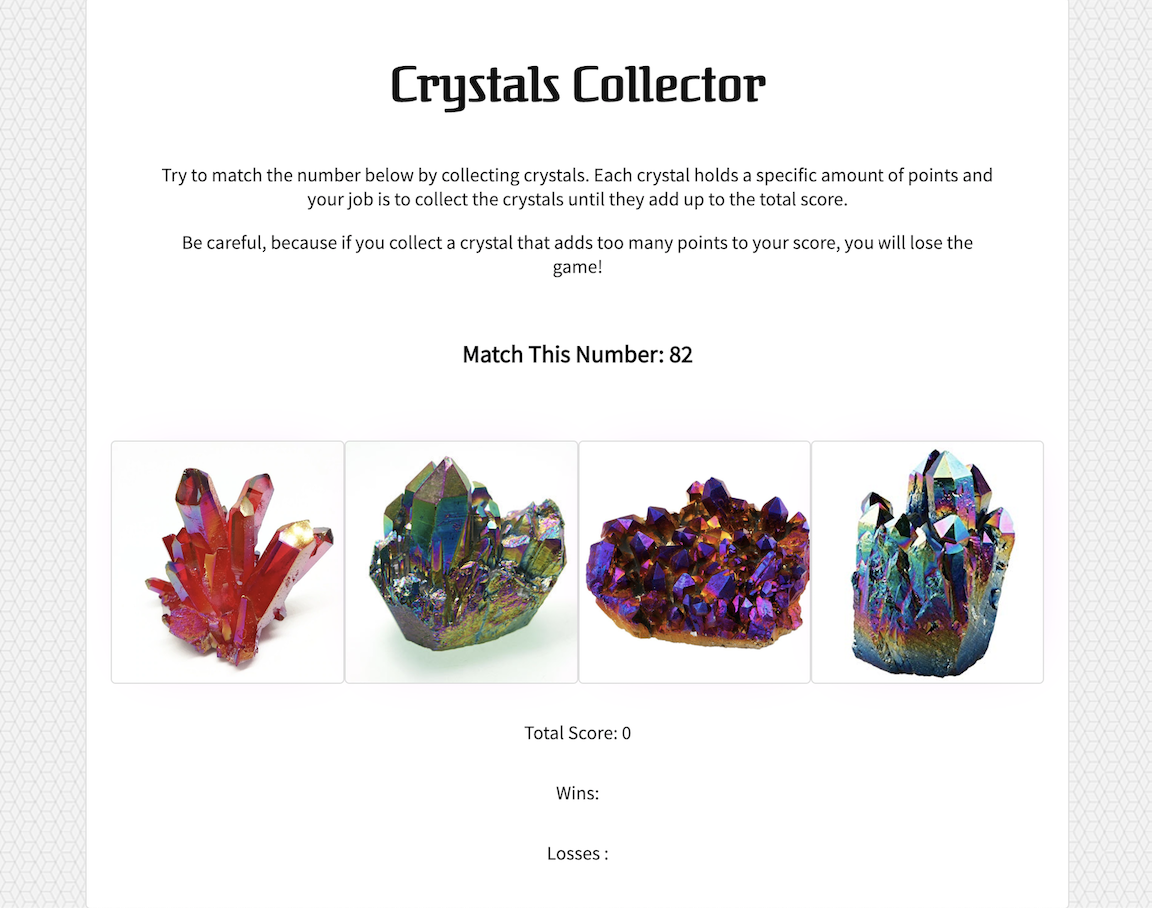 Crystals Collector
Try to match the number below by collecting crystals. Each crystal holds a specific amount of points and
your job is to collect the crystals until they add up to the total score.
Be careful, because if you collect a crystal that adds too many points to your score, you will lose the
game!
Match This Number: 82
Total Score: 0
Wins:
Losses :